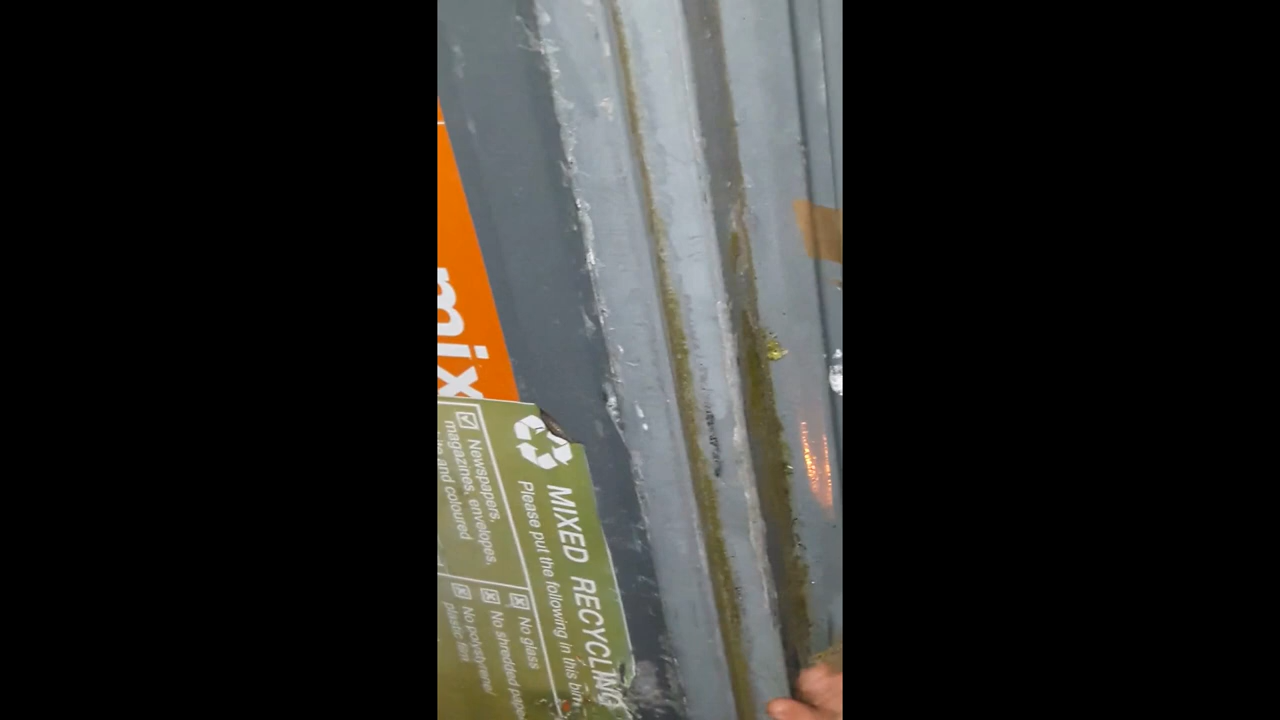 mix
MIXED RECYCLING
Please put the following in this bin
Newspapers,
magazines, envelopes,
and coloured
No glass
No shredded pape
No polystyrene/
plastic film